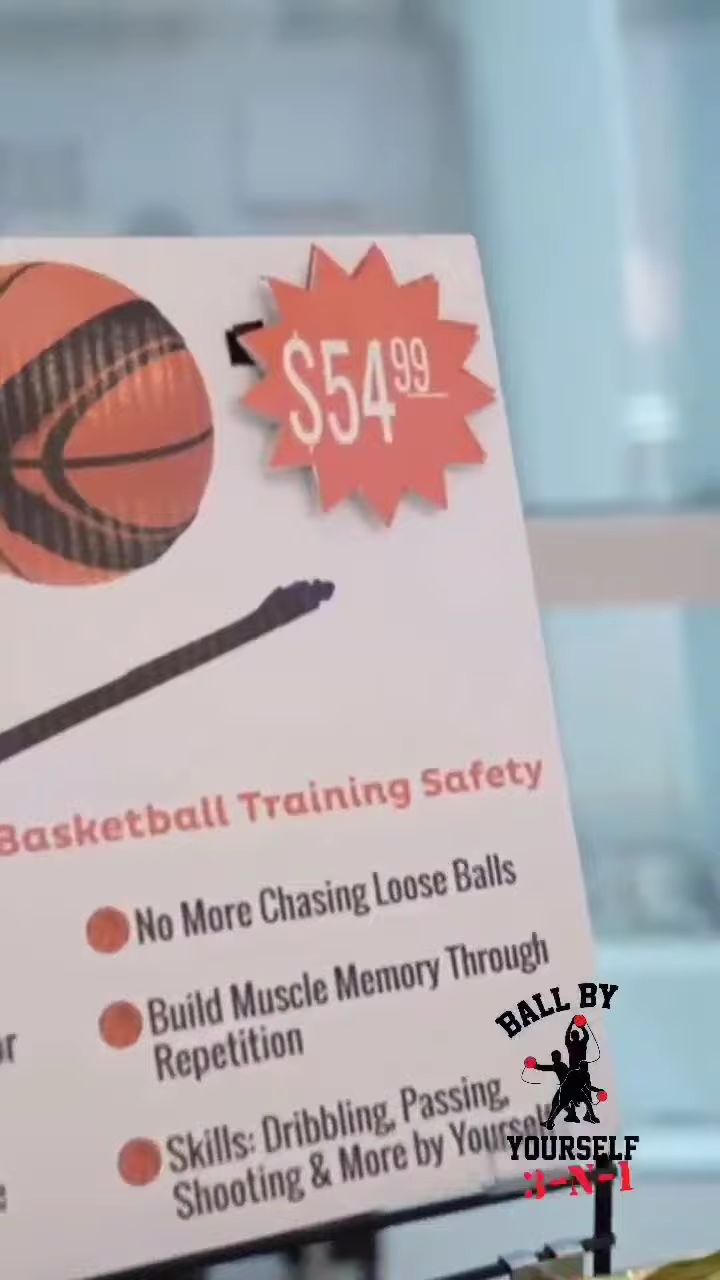 $54.99
Basketball Training Safety
No More Chasing Loose Balls
Build Muscle Memory Through
Repetition
Skills: Dribbling, Passing,
Shooting & More by Yourself
BALL BY
YOURSELF
3-N-1